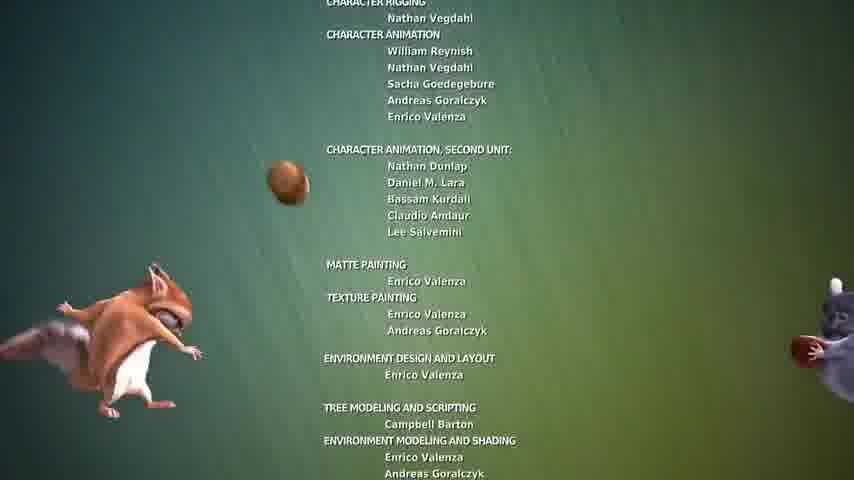 CHARACTER RIGGING
Nathan Vegdahl
CHARACTER ANIMATION
William Reynish
Nathan Vegdahl
Sacha Goedegebure
Andreas Goralczyk
Enrico Valenza
CHARACTER ANIMATION, SECOND UNIT:
Nathan Dunlap
Daniel M. Lara
Bassam Kurdali
Claudio Andaur
Lee Salvemini
MATTE PAINTING
Enrico Valenza
TEXTURE PAINTING
Enrico Valenza
Andreas Goralczyk
ENVIRONMENT DESIGN AND LAYOUT
Enrico Valenza
TREE MODELING AND SCRIPTING
Campbell Barton
ENVIRONMENT MODELING AND SHADING
Enrico Valenza
Andreas Goralczyk